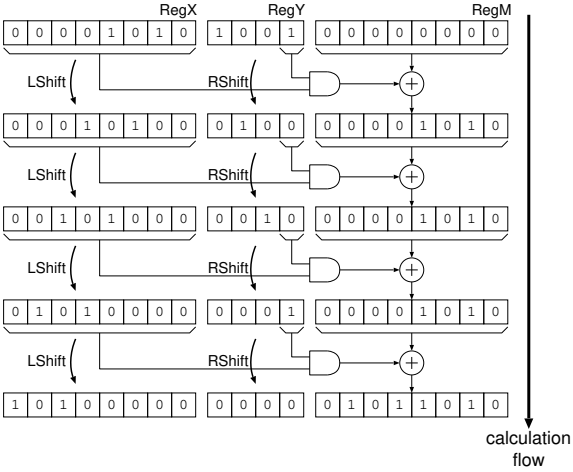 RegX RegY RegM
0 0 0 0 1 0 1 0 1 0 0 1 0 0 0 0 0 0 0 0
LShift RShift +
0 0 0 1 0 1 0 0 0 1 0 0 0 0 0 0 1 0 1 0
LShift RShift +
0 0 1 0 1 0 0 0 0 0 1 0 0 0 0 0 1 0 1 0
LShift RShift +
0 1 0 1 0 0 0 0 0 0 0 1 0 0 0 0 1 0 1 0
LShift RShift +
1 0 1 0 0 0 0 0 0 0 0 0 0 1 0 1 1 0 1 0
calculation
flow